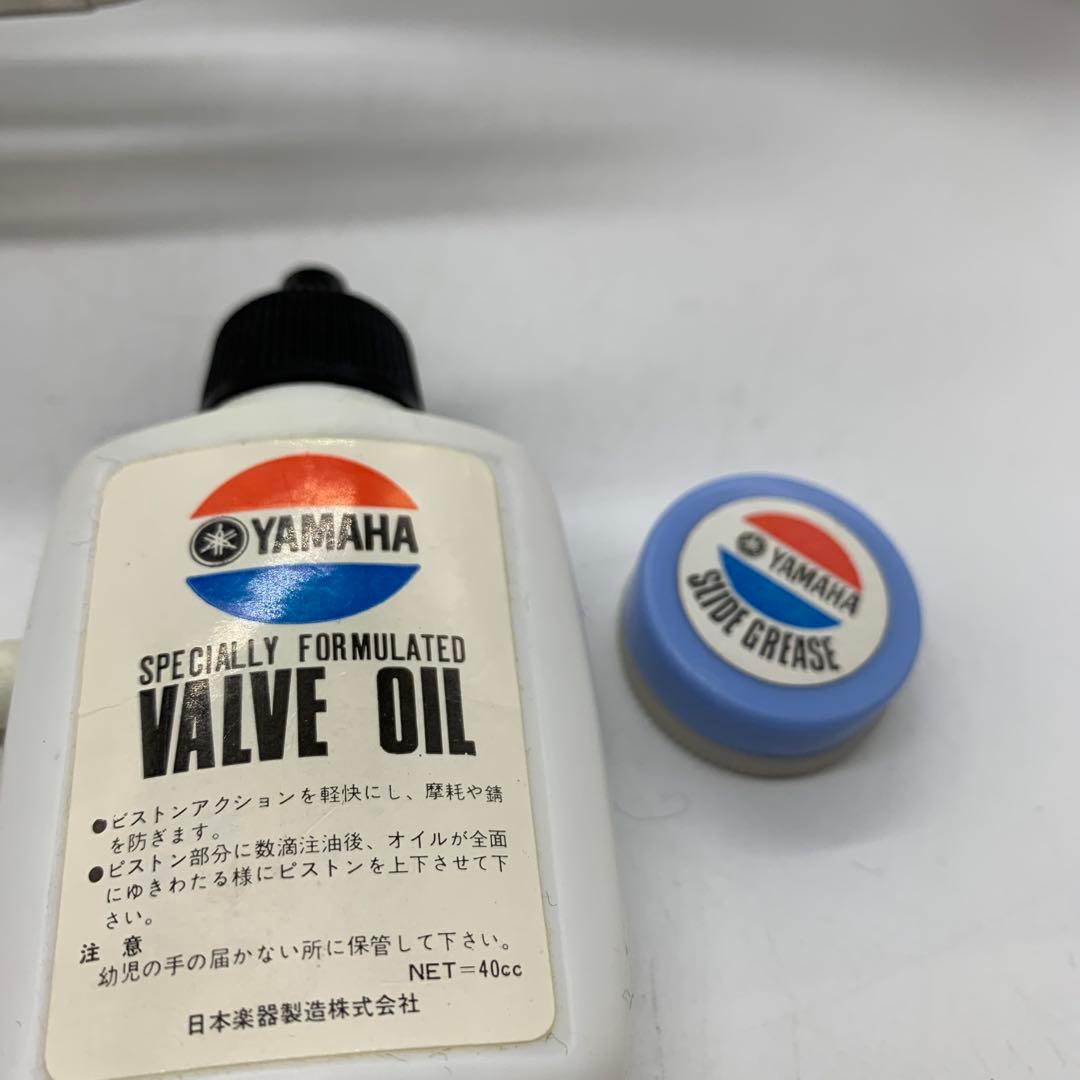 YAMAHA
SPECIALLY FORMULATED
VALVE OIL
●ピストンアクションを軽快にし、摩耗や錆
を防ぎます。
●ピストン部分に数滴注油後、オイルが全面
にゆきわたる様にピストンを上下させて下
さい。
注 意
幼児の手の届かない所に保管して下さい。
NET=40cc
日本楽器製造株式会社
YAMAHA
SLIDE GREASE